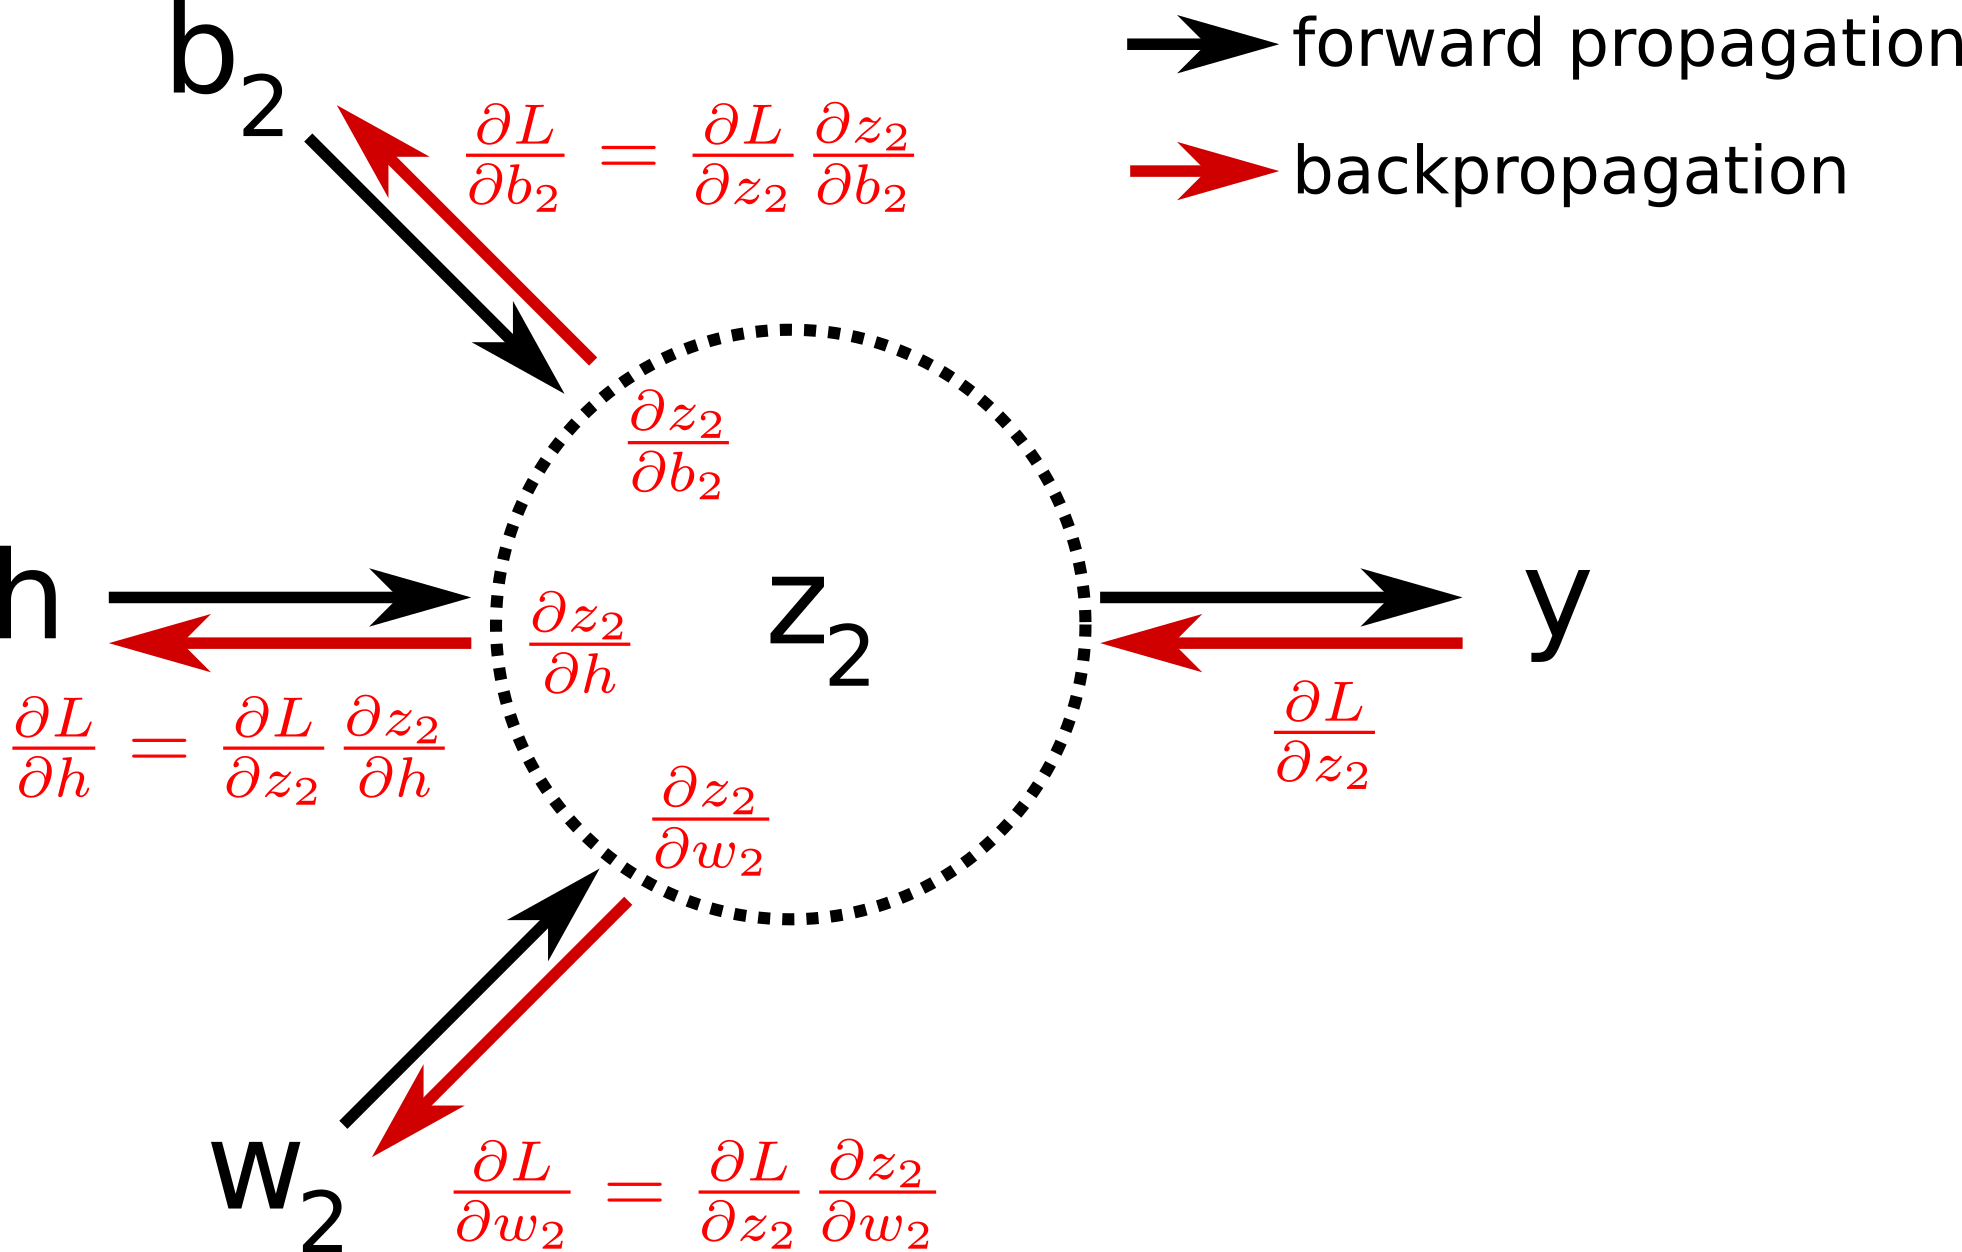 b₂
forward propagation
∂L/∂b₂ = ∂L/∂z₂ ∂z₂/∂b₂
backpropagation
∂z₂/∂b₂
h
∂z₂/∂h
z₂
y
∂L/∂h = ∂L/∂z₂ ∂z₂/∂h
∂L/∂z₂
∂z₂/∂w₂
w₂
∂L/∂w₂ = ∂L/∂z₂ ∂z₂/∂w₂